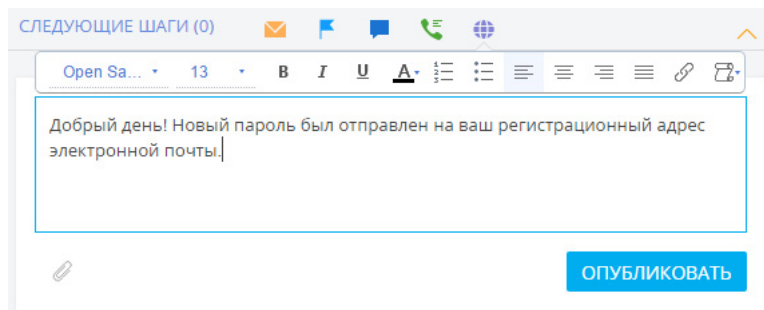 СЛЕДУЮЩИЕ ШАГИ (0)
Open Sa... 13 B I U A
Добрый день! Новый пароль был отправлен на ваш регистрационный адрес
электронной почты.
ОПУБЛИКОВАТЬ